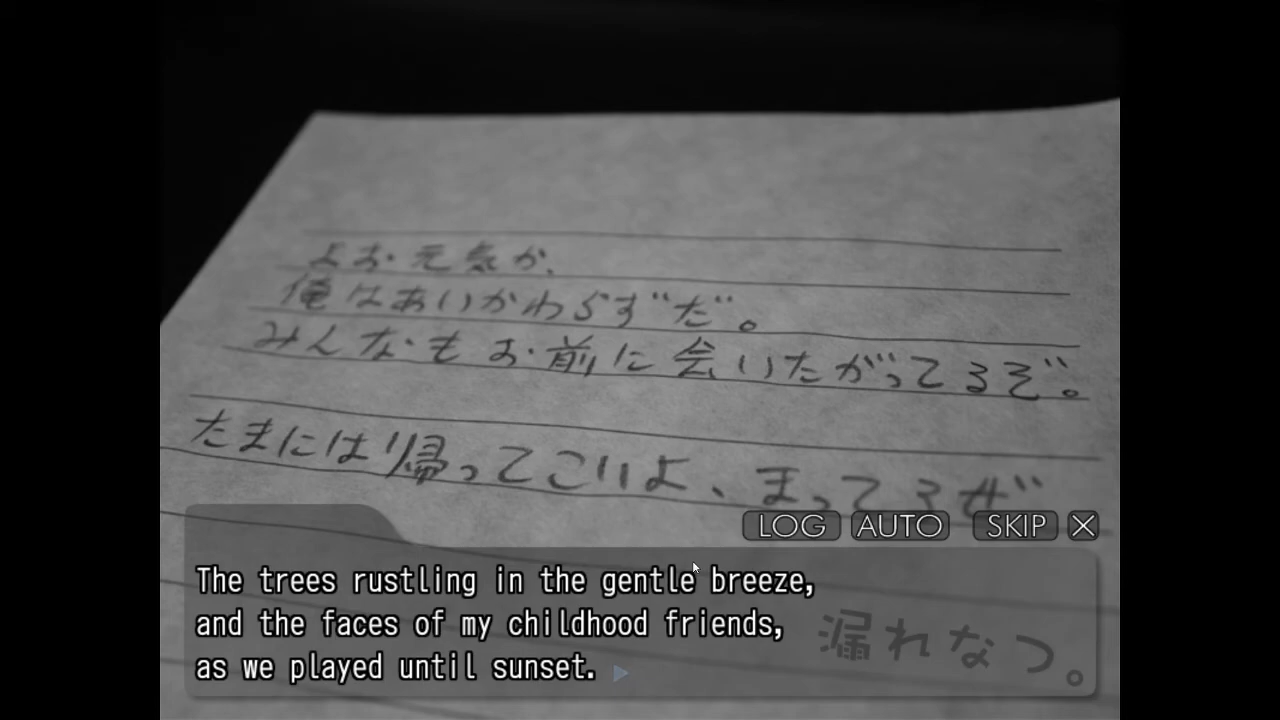 よお元気か、
俺はあいかわらずだ。
みんなもお前に会いたがってるぞ。
たまには帰ってこいよ、まってるぜ
LOG AUTO SKIP ×
The trees rustling in the gentle breeze,
and the faces of my childhood friends,
as we played until sunset.
漏れなつ。